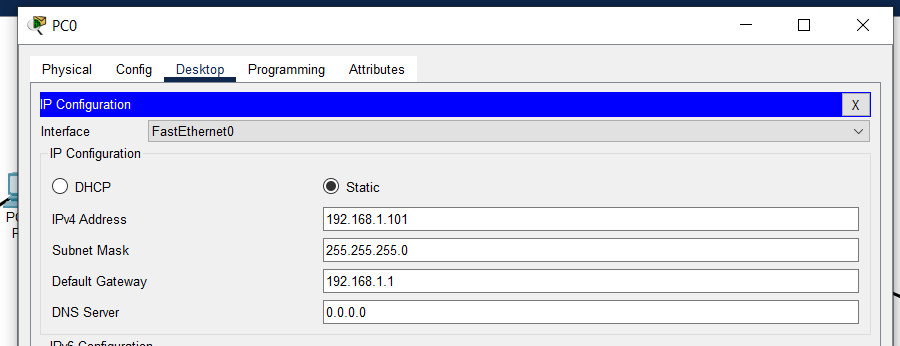 PC0
Physical Config Desktop Programming Attributes
IP Configuration X
Interface FastEthernet0
IP Configuration
DHCP Static
IPv4 Address 192.168.1.101
Subnet Mask 255.255.255.0
Default Gateway 192.168.1.1
DNS Server 0.0.0.0
IPv6 Configuration